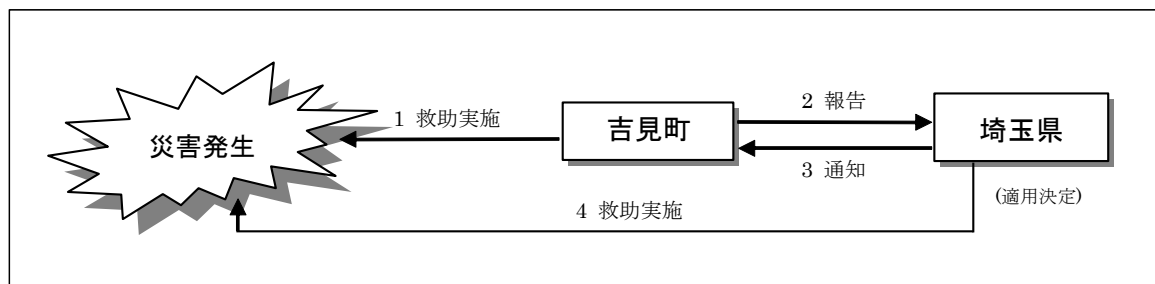 災害発生
1 救助実施
吉見町
2 報告
3 通知
埼玉県
(適用決定)
4 救助実施